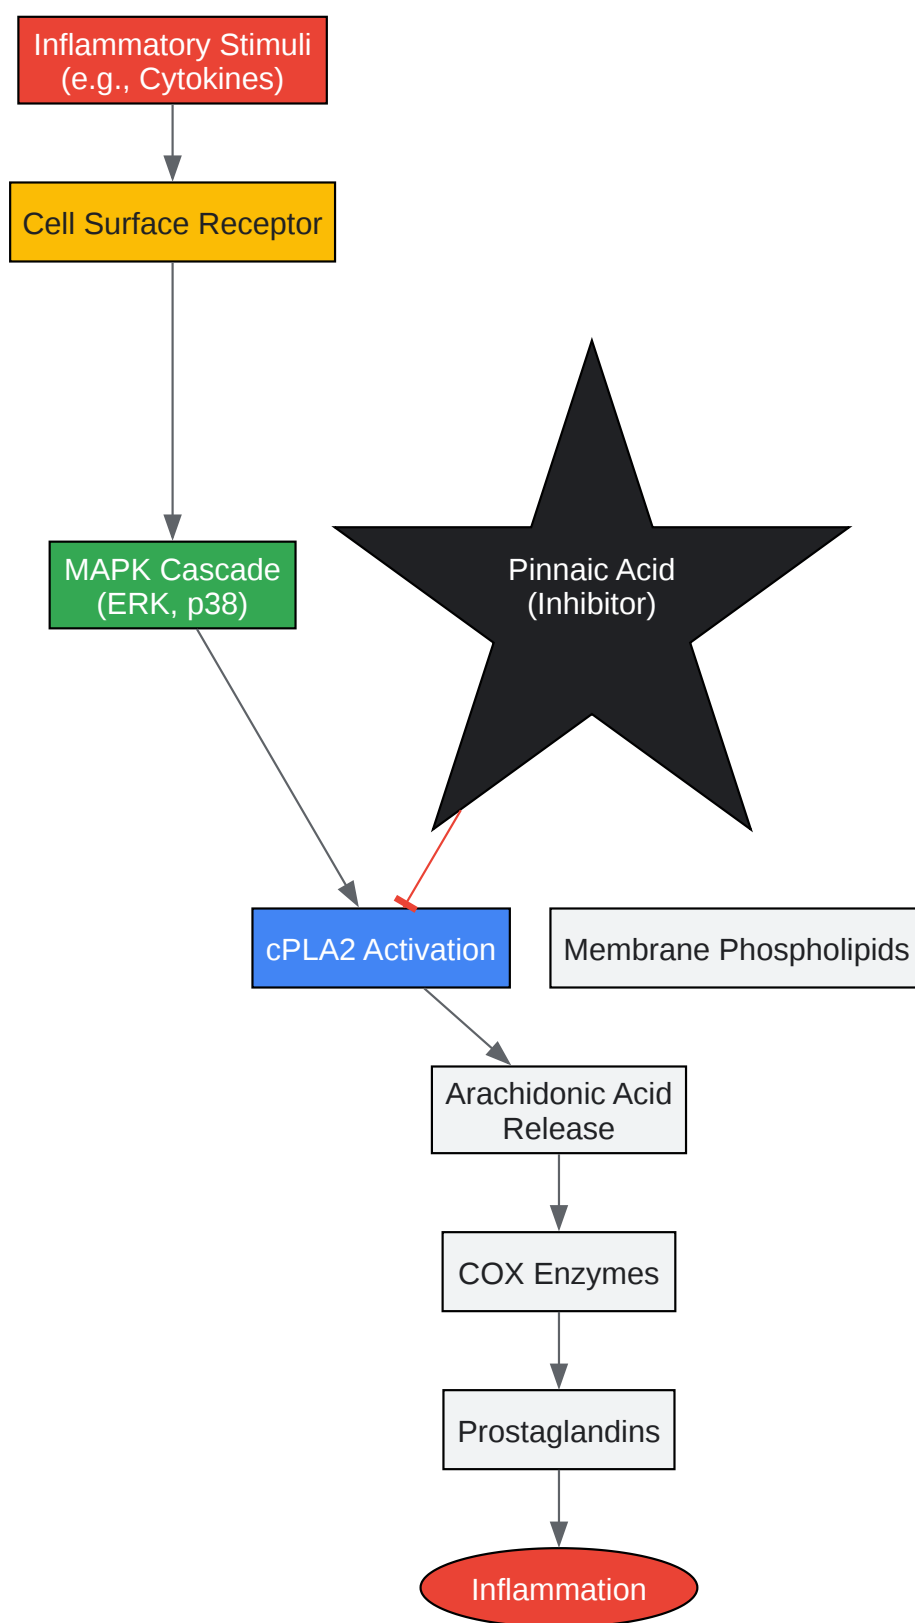 Inflammatory Stimuli
(e.g., Cytokines)
Cell Surface Receptor
MAPK Cascade
(ERK, p38)
Pinnaic Acid
(Inhibitor)
cPLA2 Activation
Membrane Phospholipids
Arachidonic Acid
Release
COX Enzymes
Prostaglandins
Inflammation